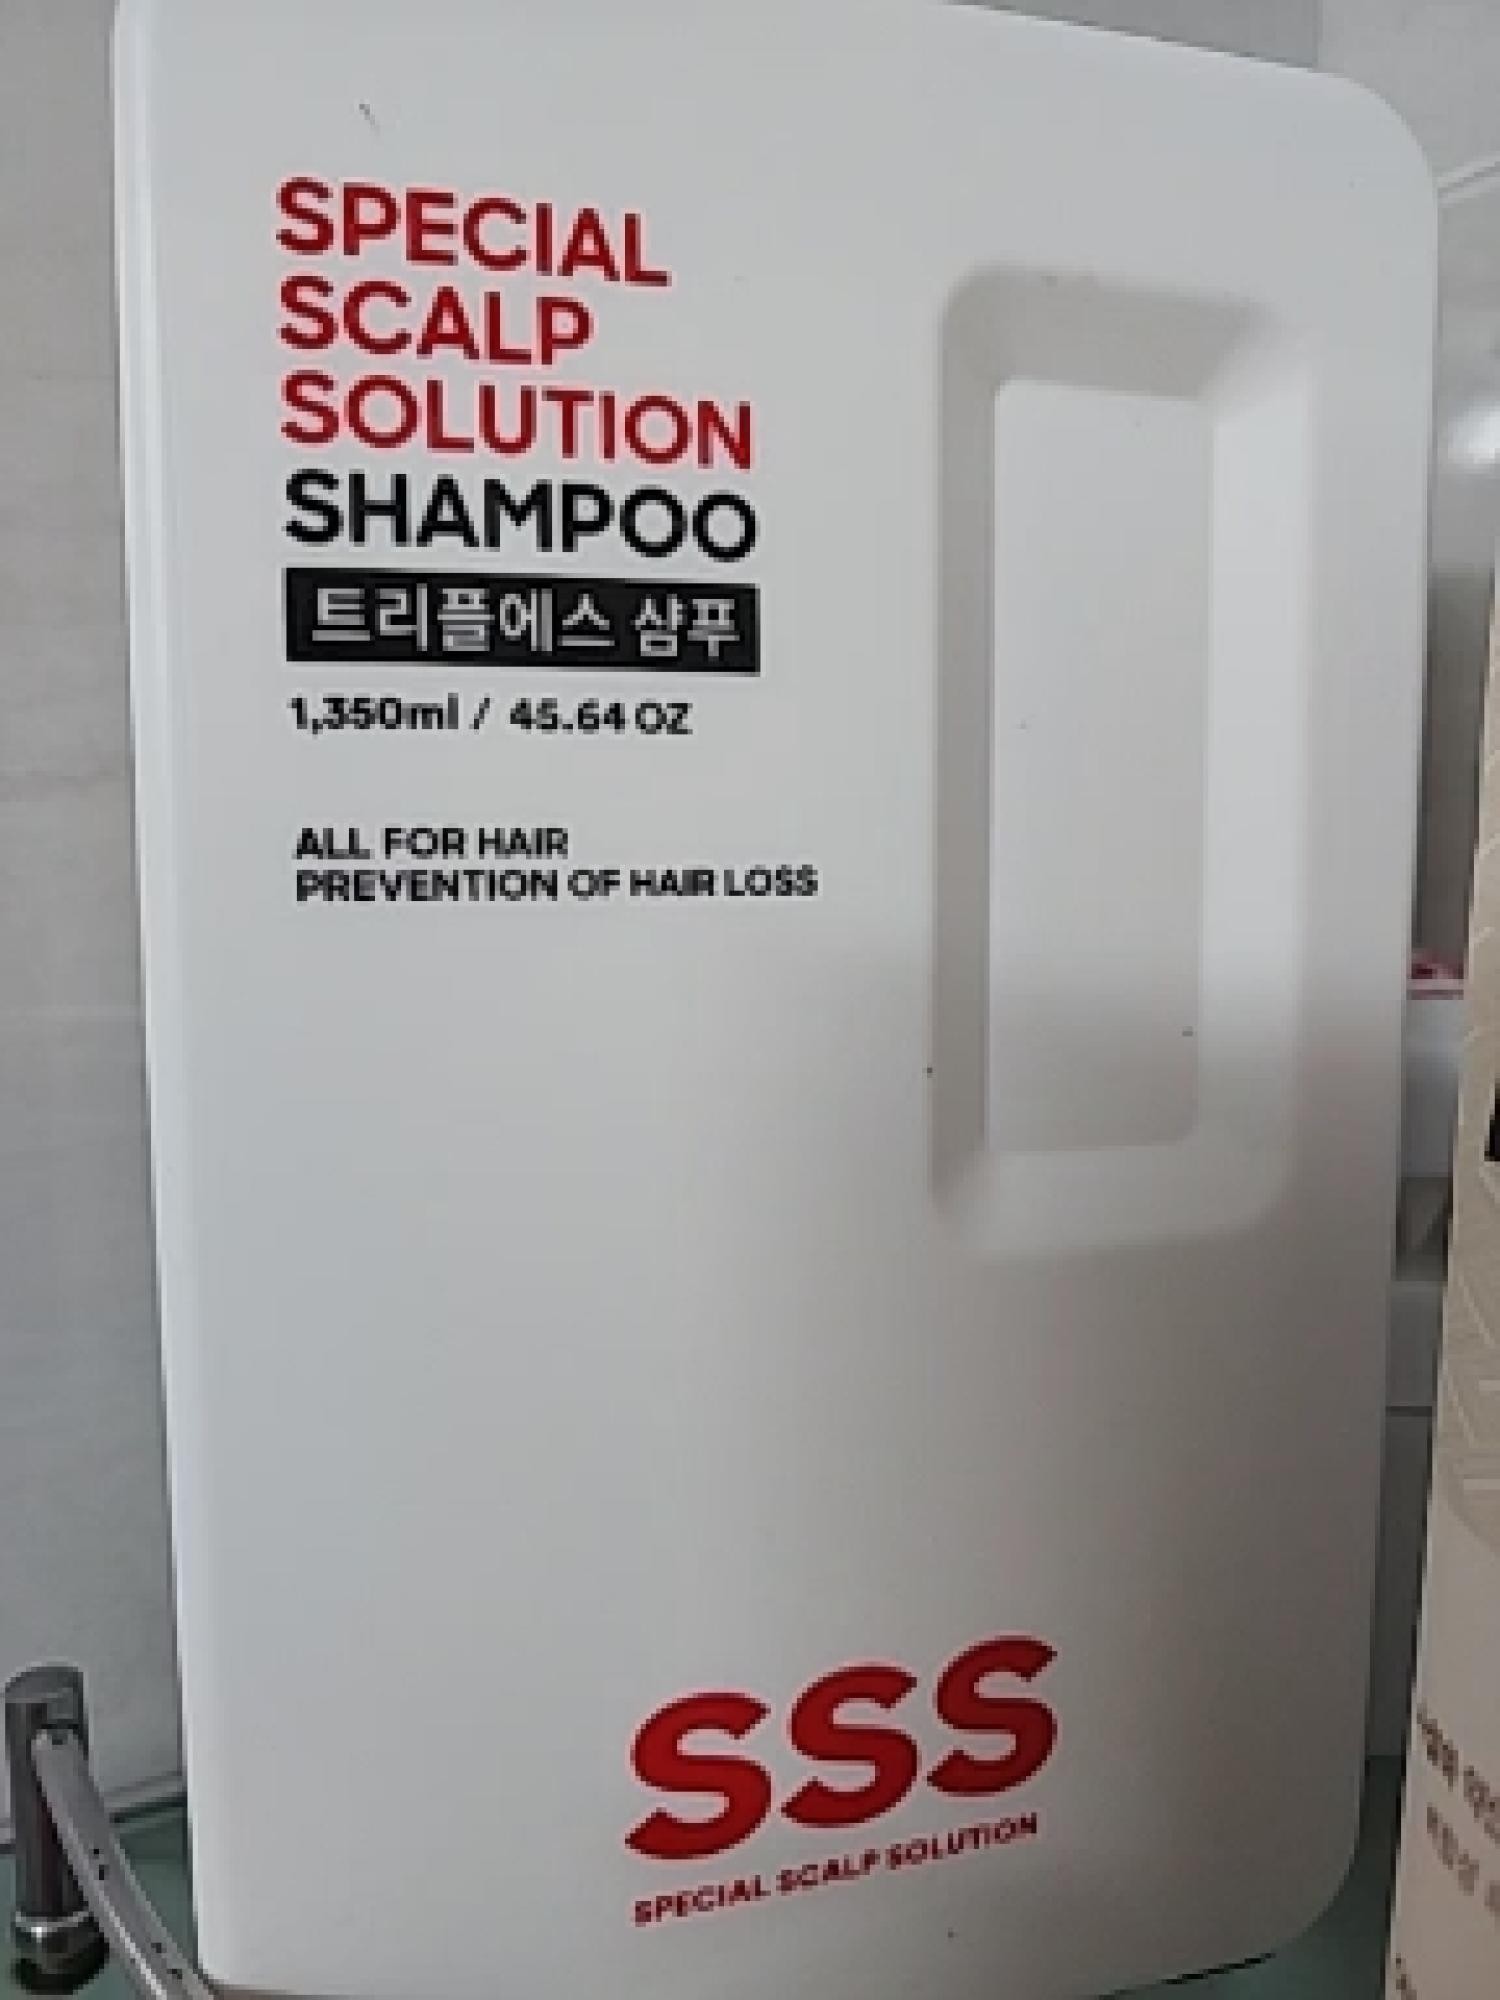 SPECIAL
SCALP
SOLUTION
SHAMPOO
트리플에스 샴푸
1,350ml / 45.64 OZ
ALL FOR HAIR
PREVENTION OF HAIR LOSS
SSS
SPECIAL SCALP SOLUTION